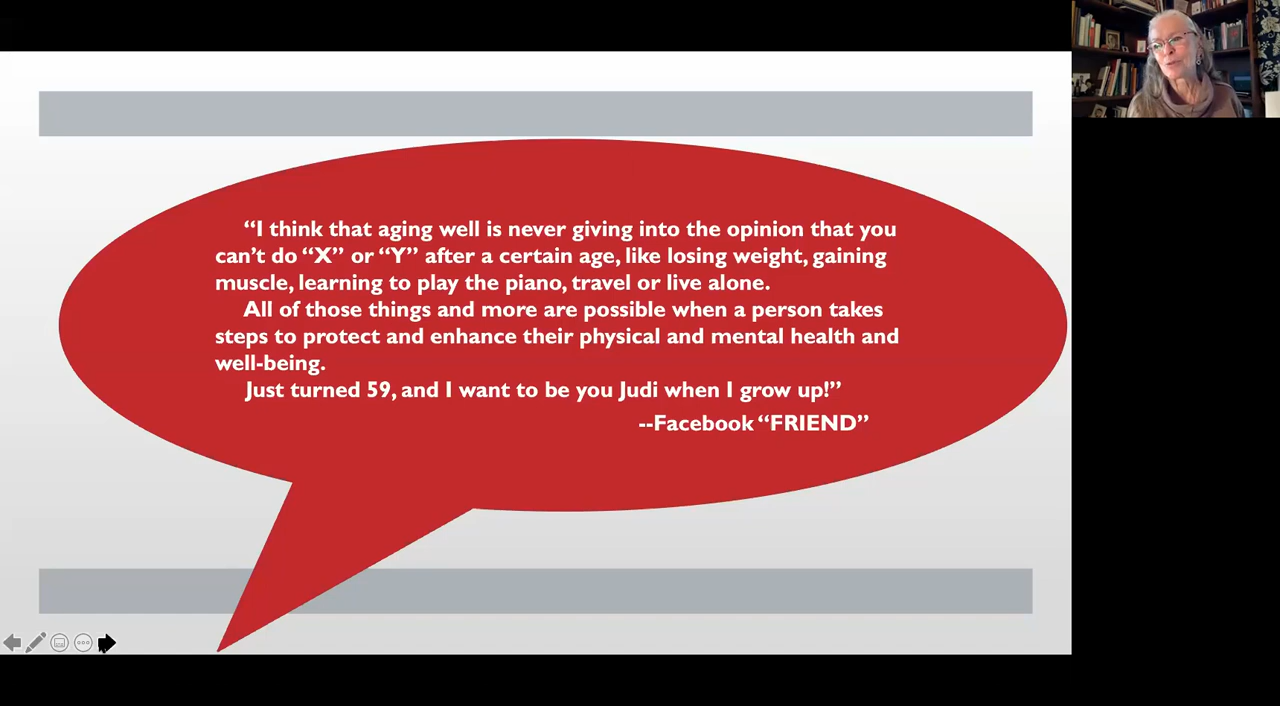 “I think that aging well is never giving into the opinion that you
can’t do “X” or “Y” after a certain age, like losing weight, gaining
muscle, learning to play the piano, travel or live alone.
All of those things and more are possible when a person takes
steps to protect and enhance their physical and mental health and
well-being.
Just turned 59, and I want to be you Judi when I grow up!”
--Facebook “FRIEND”